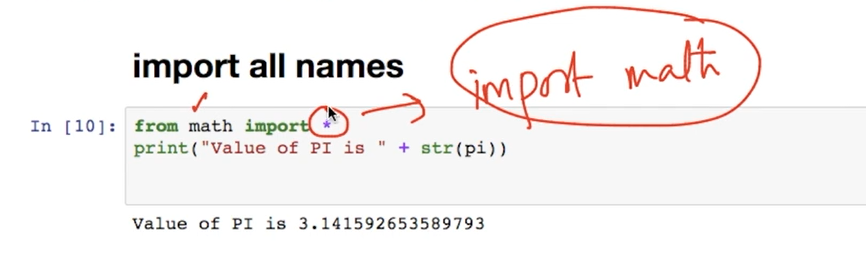 import all names
import math
In [10]: from math import *
print("Value of PI is " + str(pi))
Value of PI is 3.141592653589793